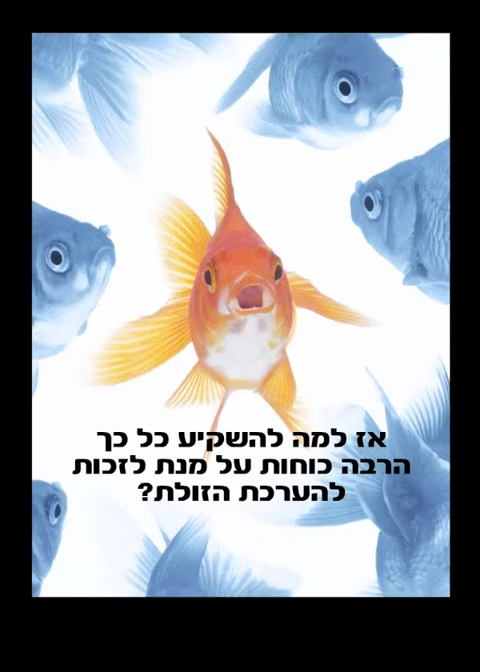 אז למה להשקיע כל כך
הרבה כוחות על מנת לזכות
להערכת הזולת?